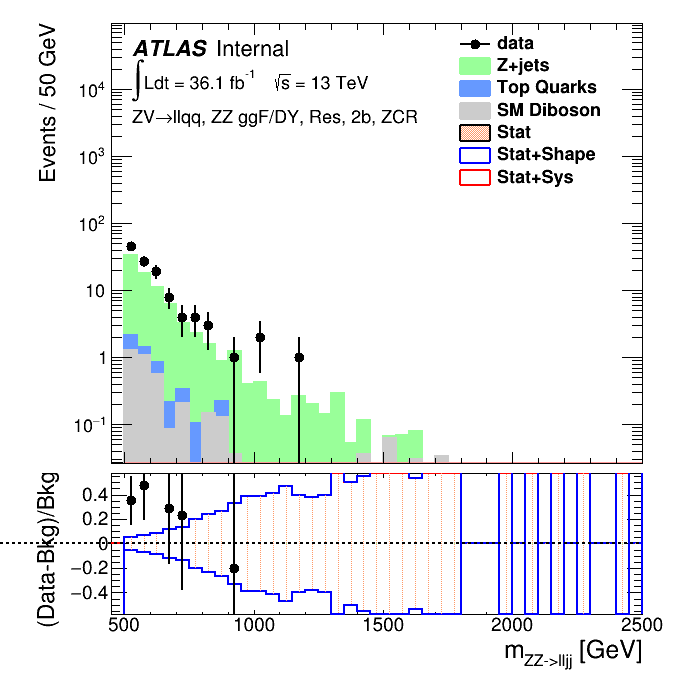 Events / 50 GeV
10⁴
10³
10²
10
1
10⁻¹
ATLAS Internal
∫Ldt = 36.1 fb⁻¹ √s = 13 TeV
ZV→llqq, ZZ ggF/DY, Res, 2b, ZCR
data
Z+jets
Top Quarks
SM Diboson
Stat
Stat+Shape
Stat+Sys
(Data-Bkg)/Bkg
0.4
0.2
0
−0.2
−0.4
500 1000 1500 2000 2500
m_ZZ->lljj [GeV]